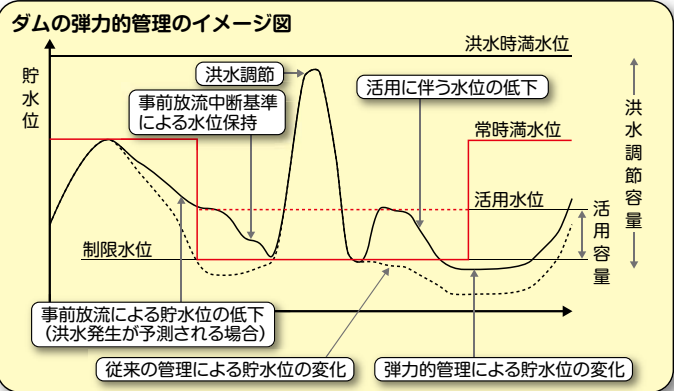 ダムの弾力的管理のイメージ図
洪水時満水位
貯水位
洪水調節
活用に伴う水位の低下
事前放流中断基準
による水位保持
常時満水位
洪水調節容量
活用水位
活用容量
制限水位
事前放流による貯水位の低下
（洪水発生が予測される場合）
従来の管理による貯水位の変化
弾力的管理による貯水位の変化